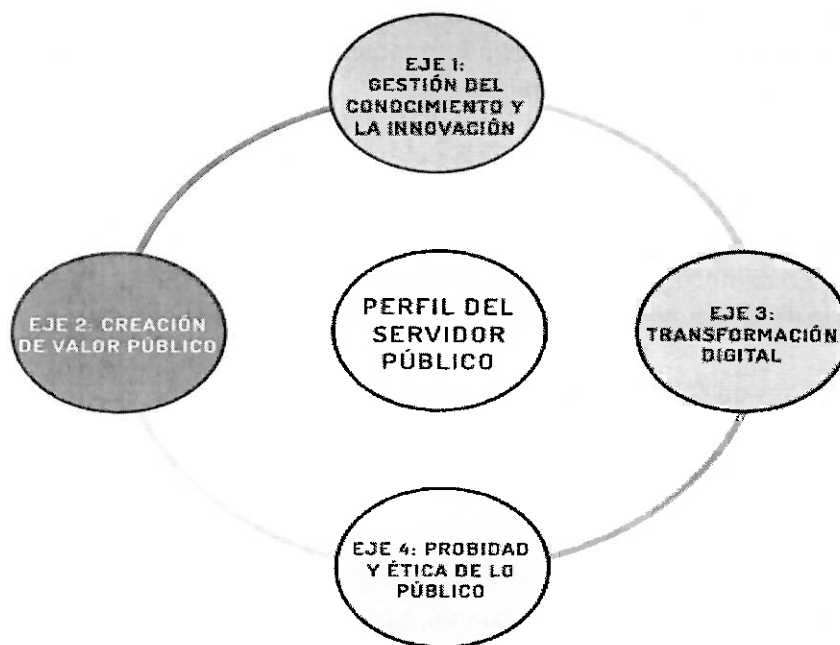 EJE 1:
GESTIÓN DEL
CONOCIMIENTO Y
LA INNOVACIÓN
EJE 2: CREACIÓN
DE VALOR PÚBLICO
PERFIL DEL
SERVIDOR
PÚBLICO
EJE 3:
TRANSFORMACIÓN
DIGITAL
EJE 4: PROBIDAD
Y ÉTICA DE LO
PÚBLICO